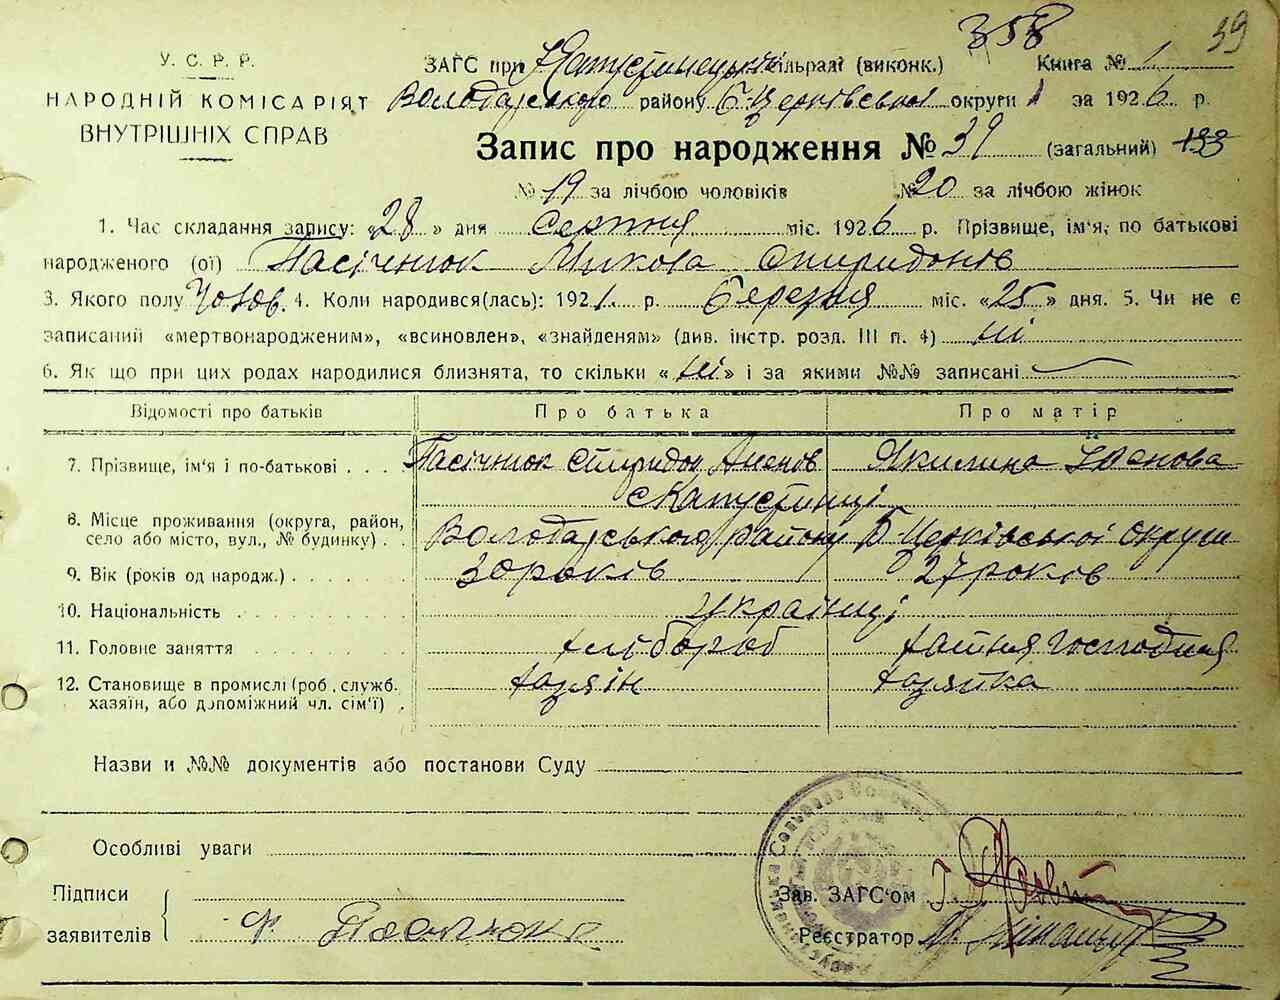 358 39
У. С. Р. Р.
ЗАГС при Капустинецькій сільраді (виконк.) Книга № 1
НАРОДНІЙ КОМІСАРІЯТ
Володарського району Б Церківської округи за 1926 р.
ВНУТРІШНІХ СПРАВ
Запис про народження № 39 (загальний) 133
№ 19 за лічбою чоловіків № 20 за лічбою жінок
1. Час складання запису: «28» дня Серпня міс. 1926 р. Прізвище, ім'я, по батькові
народженого (ої) Пасічнюк Микола Спиридонів
3. Якого полу Чолов. 4. Коли народився(лась): 1921. р. Березня міс. «25» дня. 5. Чи не є
записаний «мертвонародженим», «всиновлен», «знайденям» (див. інстр. розд. III п. 4) ні
6. Як що при цих родах народилися близнята, то скільки «ні» і за якими №№ записані
Відомості про батьків Про батька Про матір
7. Прізвище, ім'я і по-батькові . . . Пасічнюк Спиридон Якилина Іванова
с Капустинці
8. Місце проживання (округа, район,
село або місто, вул., № будинку) . . Володарського району Б Церківської округи
9. Вік (років од народж.) . . . . . . 30 років 27 років
10. Національність . . . . . . . . . українці
11. Головне заняття . . . . . . . . хлібороб хатня господиня
12. Становище в промислі (роб., служб.
хазяїн, або допоміжний чл. сім'ї) . хазяїн хазяйка
Назви и №№ документів або постанови Суду
Особливі уваги
Підписи
заявителів
Зав. ЗАГС'ом
Реєстратор